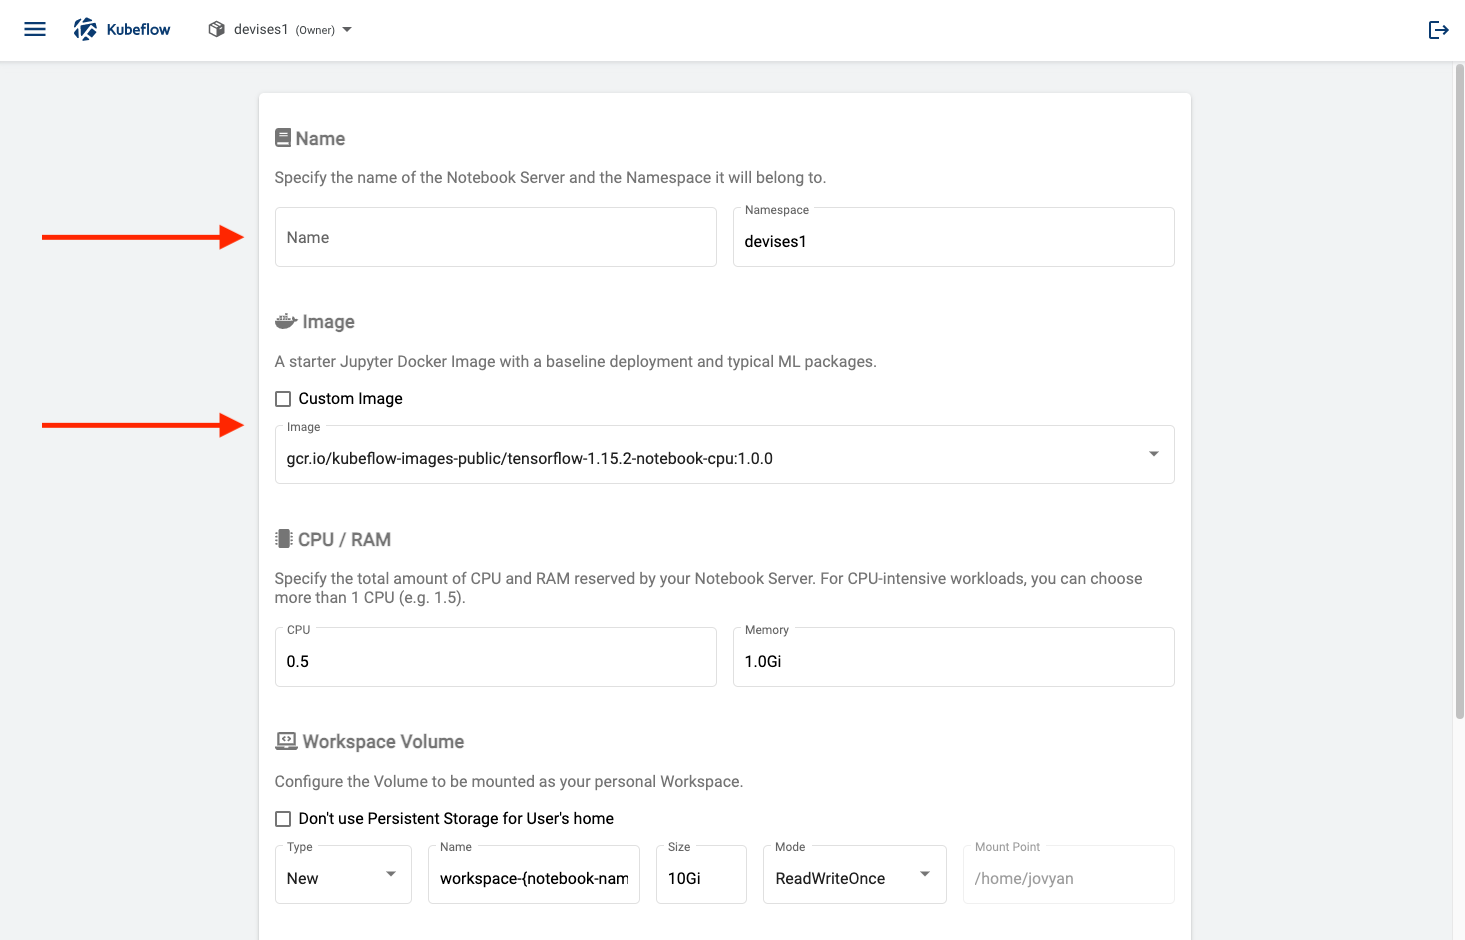 Kubeflow devises1 (Owner)
Name
Specify the name of the Notebook Server and the Namespace it will belong to.
Name
Namespace
devises1
Image
A starter Jupyter Docker Image with a baseline deployment and typical ML packages.
Custom Image
Image
gcr.io/kubeflow-images-public/tensorflow-1.15.2-notebook-cpu:1.0.0
CPU / RAM
Specify the total amount of CPU and RAM reserved by your Notebook Server. For CPU-intensive workloads, you can choose
more than 1 CPU (e.g. 1.5).
CPU
0.5
Memory
1.0Gi
Workspace Volume
Configure the Volume to be mounted as your personal Workspace.
Don't use Persistent Storage for User's home
Type
New
Name
workspace-{notebook-nam
Size
10Gi
Mode
ReadWriteOnce
Mount Point
/home/jovyan